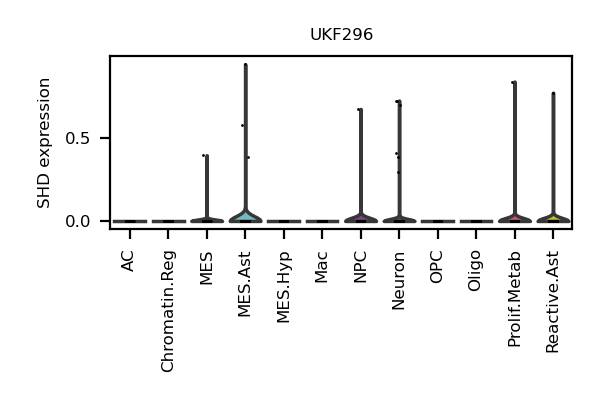 UKF296
SHD expression
0.5
0.0
AC
Chromatin.Reg
MES
MES.Ast
MES.Hyp
Mac
NPC
Neuron
OPC
Oligo
Prolif.Metab
Reactive.Ast